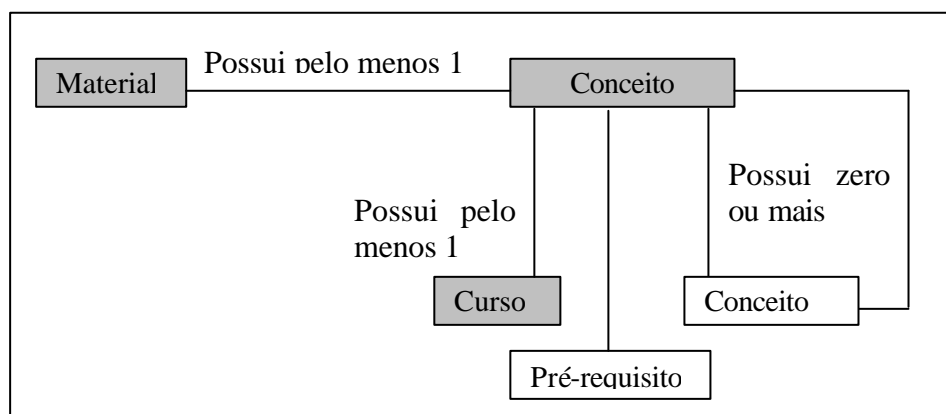 Possui pelo menos 1
Material
Conceito
Possui zero
ou mais
Possui pelo
menos 1
Curso
Conceito
Pré-requisito